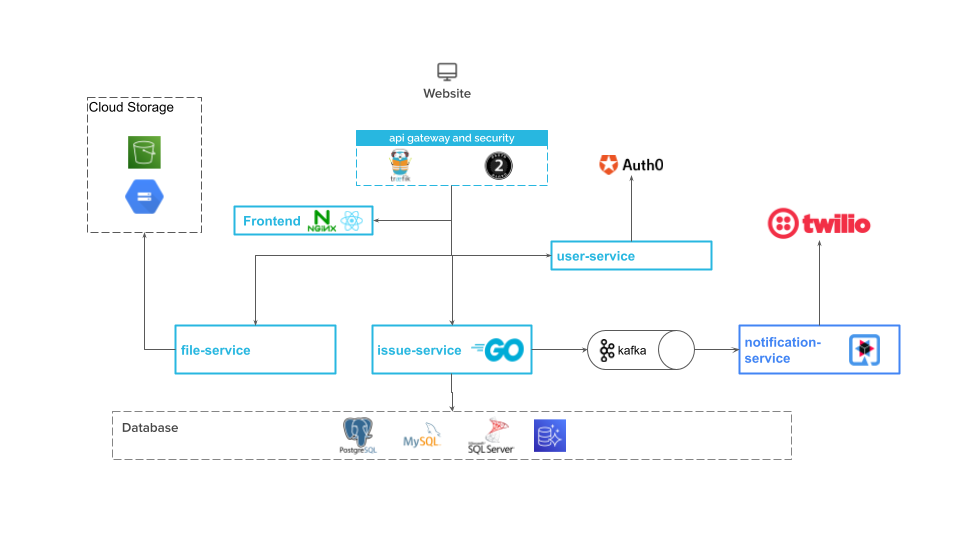 Website
Cloud Storage
api gateway and security
træfik
2
Auth0
Frontend
NGINX
twilio
user-service
file-service
issue-service
GO
kafka
notification-
service
Database
PostgreSQL
MySQL
SQL Server